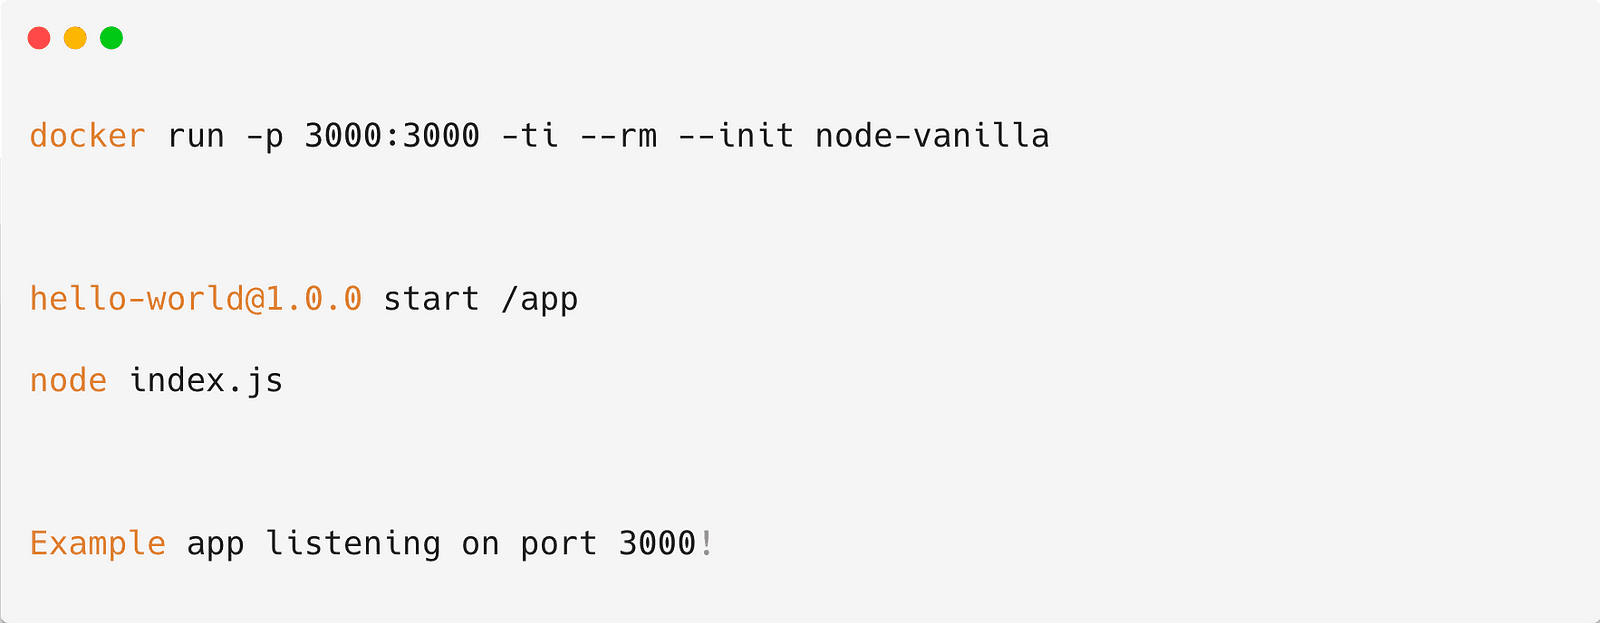 docker run -p 3000:3000 -ti --rm --init node-vanilla
hello-world@1.0.0 start /app
node index.js
Example app listening on port 3000!